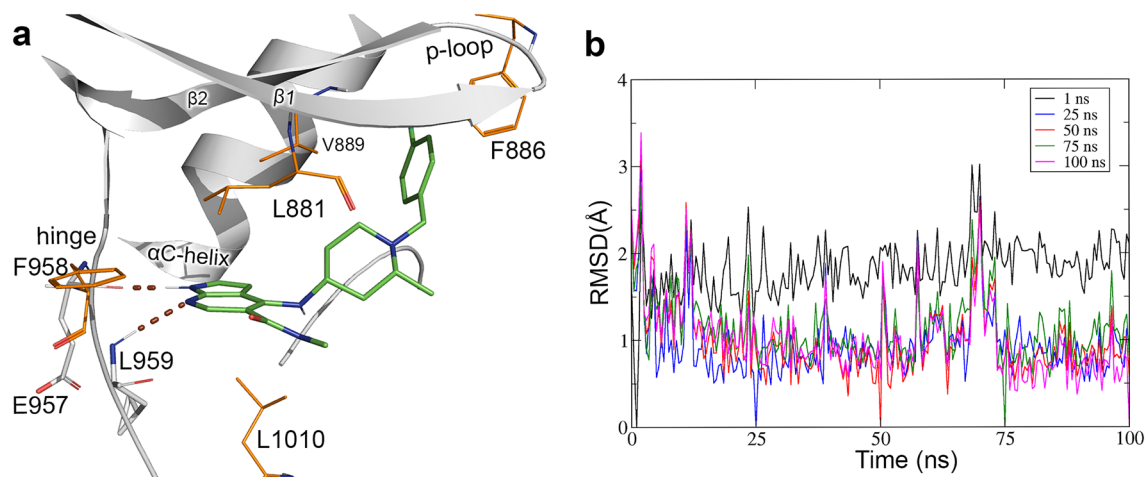 a
p-loop
β2
β1
V889
F886
L881
hinge
αC-helix
F958
L959
E957
L1010
b
4
3
2
1
0
RMSD(Å)
1 ns
25 ns
50 ns
75 ns
100 ns
0
25
50
75
100
Time (ns)